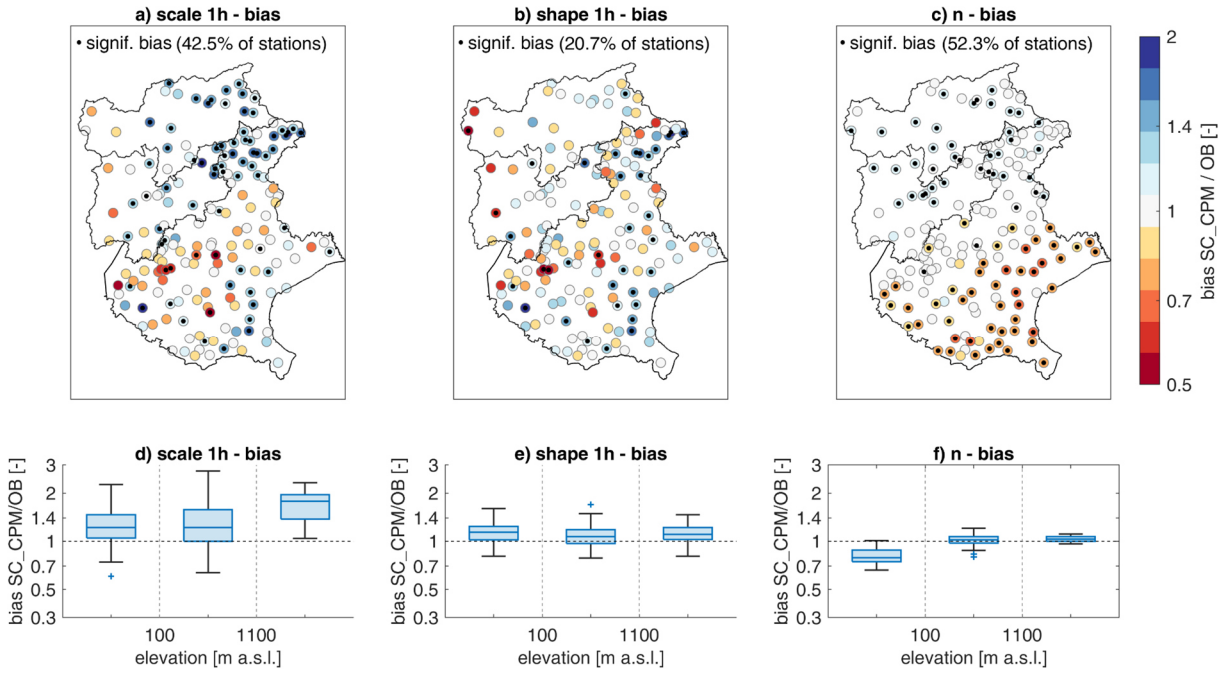 a) scale 1h - bias
b) shape 1h - bias
c) n - bias
• signif. bias (42.5% of stations)
• signif. bias (20.7% of stations)
• signif. bias (52.3% of stations)
2
1.4
1
0.7
0.5
bias SC_CPM / OB [-]
d) scale 1h - bias
3
2
1.4
1
0.7
0.5
0.3
bias SC_CPM/OB [-]
100
1100
elevation [m a.s.l.]
e) shape 1h - bias
3
2
1.4
1
0.7
0.5
0.3
bias SC_CPM/OB [-]
100
1100
elevation [m a.s.l.]
f) n - bias
3
2
1.4
1
0.7
0.5
0.3
bias SC_CPM/OB [-]
100
1100
elevation [m a.s.l.]